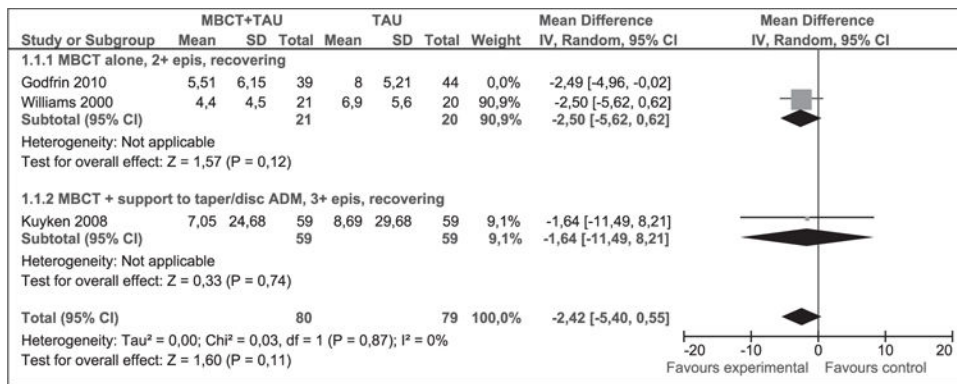 MBCT+TAU TAU Mean Difference Mean Difference
Study or Subgroup Mean SD Total Mean SD Total Weight IV, Random, 95% CI IV, Random, 95% CI
1.1.1 MBCT alone, 2+ epis, recovering
Godfrin 2010 5,51 6,15 39 8 5,21 44 0,0% -2,49 [-4,96, -0,02]
Williams 2000 4,4 4,5 21 6,9 5,6 20 90,9% -2,50 [-5,62, 0,62]
Subtotal (95% CI) 21 20 90,9% -2,50 [-5,62, 0,62]
Heterogeneity: Not applicable
Test for overall effect: Z = 1,57 (P = 0,12)
1.1.2 MBCT + support to taper/disc ADM, 3+ epis, recovering
Kuyken 2008 7,05 24,68 59 8,69 29,68 59 9,1% -1,64 [-11,49, 8,21]
Subtotal (95% CI) 59 59 9,1% -1,64 [-11,49, 8,21]
Heterogeneity: Not applicable
Test for overall effect: Z = 0,33 (P = 0,74)
Total (95% CI) 80 79 100,0% -2,42 [-5,40, 0,55]
Heterogeneity: Tau² = 0,00; Chi² = 0,03, df = 1 (P = 0,87); I² = 0%
Test for overall effect: Z = 1,60 (P = 0,11)
-20 -10 0 10 20
Favours experimental Favours control